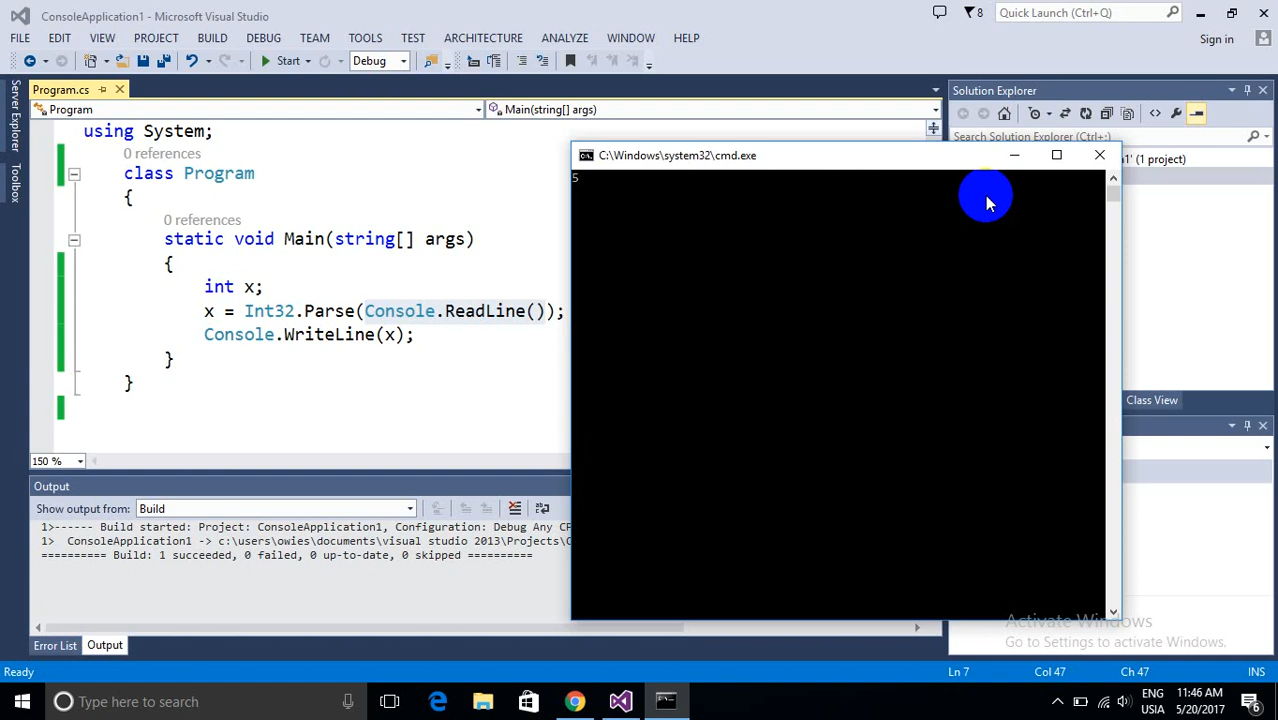 ConsoleApplication1 - Microsoft Visual Studio
8
Quick Launch (Ctrl+Q)
FILE EDIT VIEW PROJECT BUILD DEBUG TEAM TOOLS TEST ARCHITECTURE ANALYZE WINDOW HELP
Sign in
Start
Debug
Server Explorer
Toolbox
Program.cs
Program
Main(string[] args)
using System;
0 references
class Program
{
0 references
static void Main(string[] args)
{
int x;
x = Int32.Parse(Console.ReadLine());
Console.WriteLine(x);
}
}
150 %
C:\Windows\system32\cmd.exe
5
Solution Explorer
Search Solution Explorer (Ctrl+;)
1' (1 project)
Class View
Output
Show output from: Build
1>------ Build started: Project: ConsoleApplication1, Configuration: Debug Any CP
1> ConsoleApplication1 -> c:\users\owies\documents\visual studio 2013\Projects\C
========== Build: 1 succeeded, 0 failed, 0 up-to-date, 0 skipped ==========
Error List
Output
Activate Windows
Go to Settings to activate Windows.
Ready
Ln 7
Col 47
Ch 47
INS
Type here to search
ENG
USIA
11:46 AM
5/20/2017
6